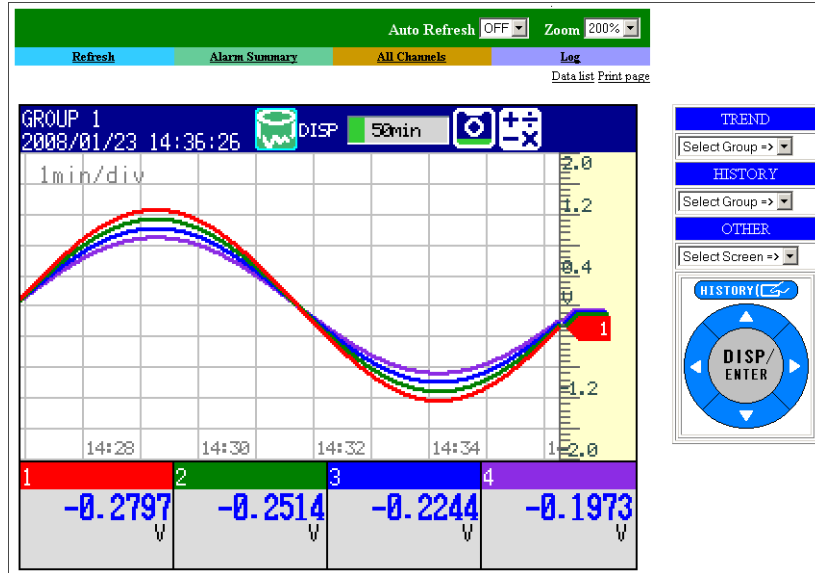 Auto Refresh OFF Zoom 200%
Refresh Alarm Summary All Channels Log
Data list Print page
GROUP 1
2008/01/23 14:36:26 DISP 50min
1min/div
2.0
1.2
0.4
V
-1.2
-2.0
1
14:28 14:30 14:32 14:34
1 2 3 4
-0.2797 -0.2514 -0.2244 -0.1973
V V V V
TREND
Select Group =>
HISTORY
Select Group =>
OTHER
Select Screen =>
HISTORY
DISP/
ENTER